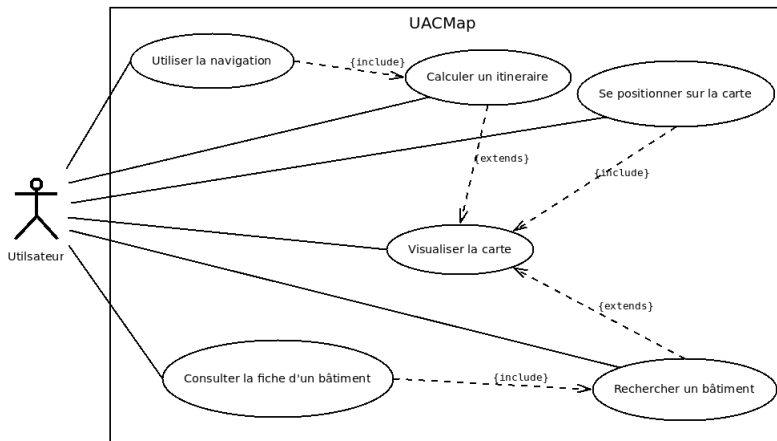 UACMap
Utiliser la navigation
{include}
Calculer un itineraire
Se positionner sur la carte
{extends}
{include}
Utilsateur
Visualiser la carte
{extends}
Consulter la fiche d'un bâtiment
{include}
Rechercher un bâtiment